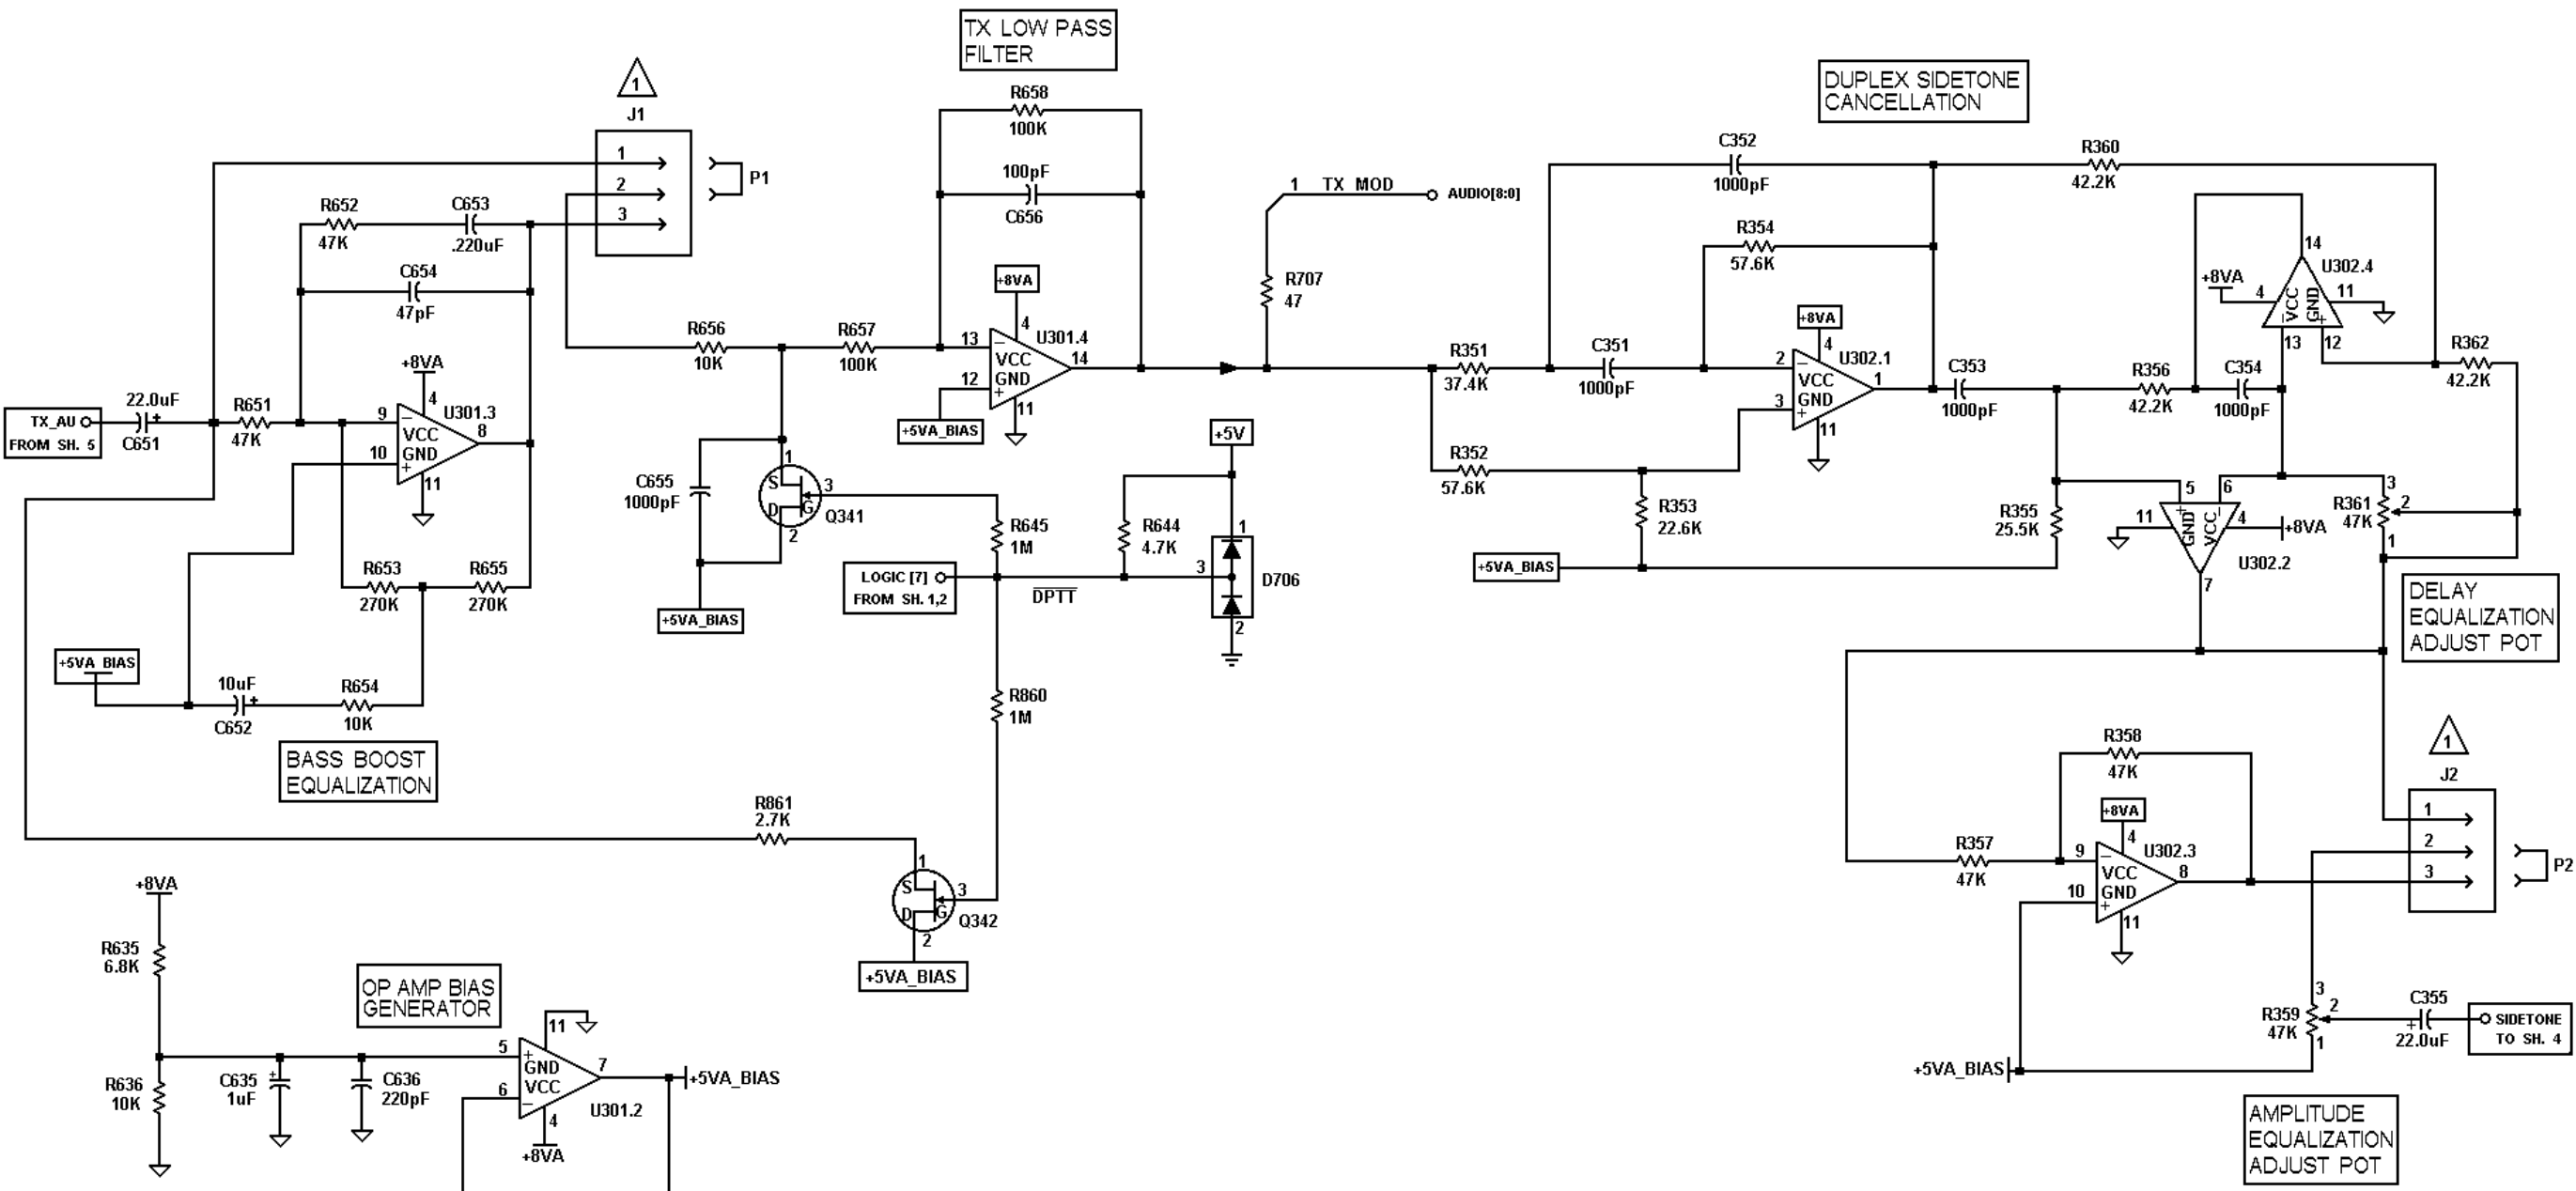 TX LOW PASS
FILTER
1
J1
1
2
3
P1
R652
47K
C653
.220uF
C654
47pF
+8VA
4
TX_AU
FROM SH. 5
22.0uF
+
C651
R651
47K
9
−
U301.3
VCC
8
10
GND
+
11
R653
270K
R655
270K
+5VA BIAS
10uF
+
C652
R654
10K
BASS BOOST
EQUALIZATION
R658
100K
100pF
C656
R656
10K
R657
100K
+8VA
4
13
−
U301.4
VCC
14
12
GND
+
11
+5VA_BIAS
1 TX MOD
AUDIO[8:0]
R707
47
C655
1000pF
1
S
3
D
G
Q341
2
+5VA_BIAS
R645
1M
R644
4.7K
+5V
1
3
D706
2
LOGIC [7]
FROM SH. 1,2
DPTT
R860
1M
R861
2.7K
1
S
3
D
G
Q342
2
+5VA_BIAS
+8VA
R635
6.8K
R636
10K
OP AMP BIAS
GENERATOR
+
C635
1uF
C636
220pF
11
5
+
GND
7
6
VCC
−
4
U301.2
+8VA
+5VA_BIAS
DUPLEX SIDETONE
CANCELLATION
C352
1000pF
R360
42.2K
R354
57.6K
+8VA
4
R351
37.4K
C351
1000pF
2
−
U302.1
VCC
1
3
GND
+
11
R352
57.6K
R353
22.6K
+5VA_BIAS
C353
1000pF
R356
42.2K
C354
1000pF
14
U302.4
+8VA
4
VCC
−
GND
+
11
13
12
R362
42.2K
R355
25.5K
5
6
11
GND
+
VCC
−
4
+8VA
U302.2
7
3
R361
47K
2
1
DELAY
EQUALIZATION
ADJUST POT
R358
47K
+8VA
4
R357
47K
9
−
U302.3
VCC
8
10
GND
+
11
1
J2
1
2
3
P2
3
R359
47K
2
1
C355
+
22.0uF
SIDETONE
TO SH. 4
+5VA_BIAS
AMPLITUDE
EQUALIZATION
ADJUST POT